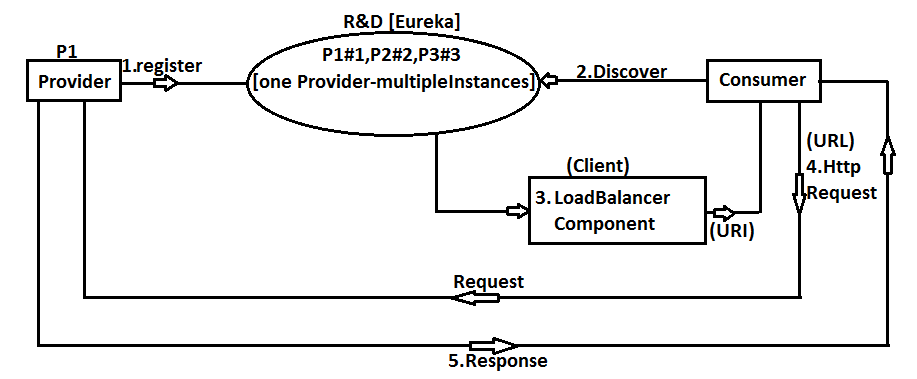 R&D [Eureka]
P1
P1#1,P2#2,P3#3
1.register
2.Discover
Provider
[one Provider-multipleInstances]
Consumer
(URL)
4.Http
Request
(Client)
3. LoadBalancer
Component
(URI)
Request
5.Response